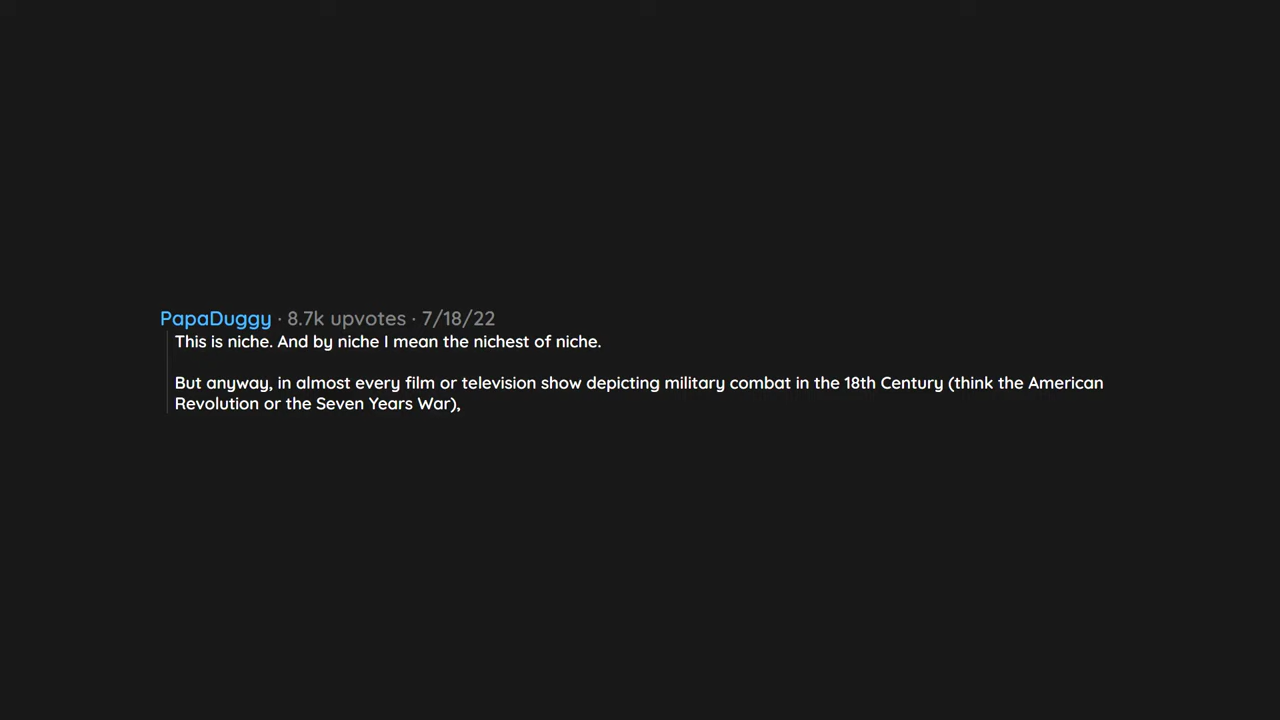 PapaDuggy · 8.7k upvotes · 7/18/22
This is niche. And by niche I mean the nichest of niche.
But anyway, in almost every film or television show depicting military combat in the 18th Century (think the American
Revolution or the Seven Years War),